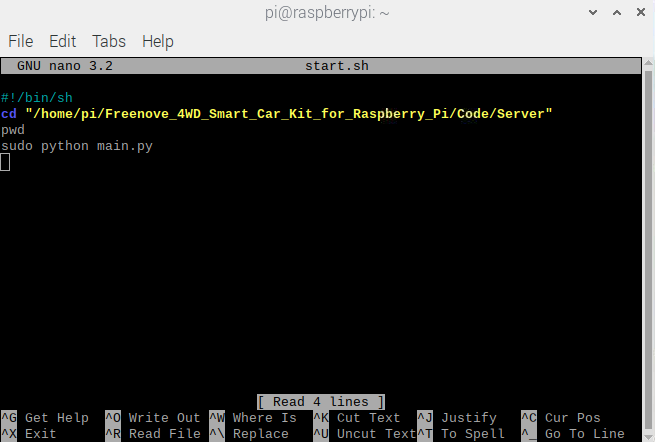 pi@raspberrypi: ~
File Edit Tabs Help
GNU nano 3.2 start.sh
#!/bin/sh
cd "/home/pi/Freenove_4WD_Smart_Car_Kit_for_Raspberry_Pi/Code/Server"
pwd
sudo python main.py
[ Read 4 lines ]
^G Get Help ^O Write Out ^W Where Is ^K Cut Text ^J Justify ^C Cur Pos
^X Exit ^R Read File ^\ Replace ^U Uncut Text ^T To Spell ^_ Go To Line